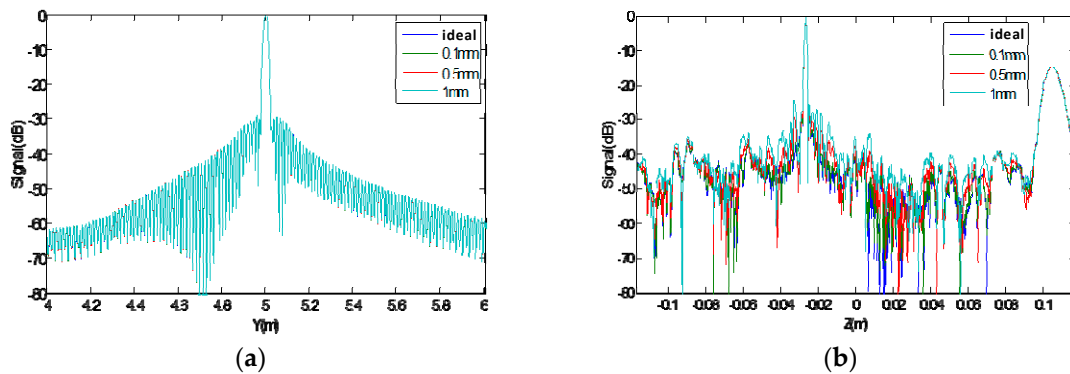 0
-10
-20
-30
-40
-50
-60
-70
-80
Signal(dB)
4
4.2
4.4
4.6
4.8
5
5.2
5.4
5.6
5.8
6
Y(m)
ideal
0.1mm
0.5mm
1mm
(a)
0
-10
-20
-30
-40
-50
-60
-70
-80
Signal(dB)
-0.1
-0.08
-0.06
-0.04
-0.02
0
0.02
0.04
0.06
0.08
0.1
Z(m)
ideal
0.1mm
0.5mm
1mm
(b)